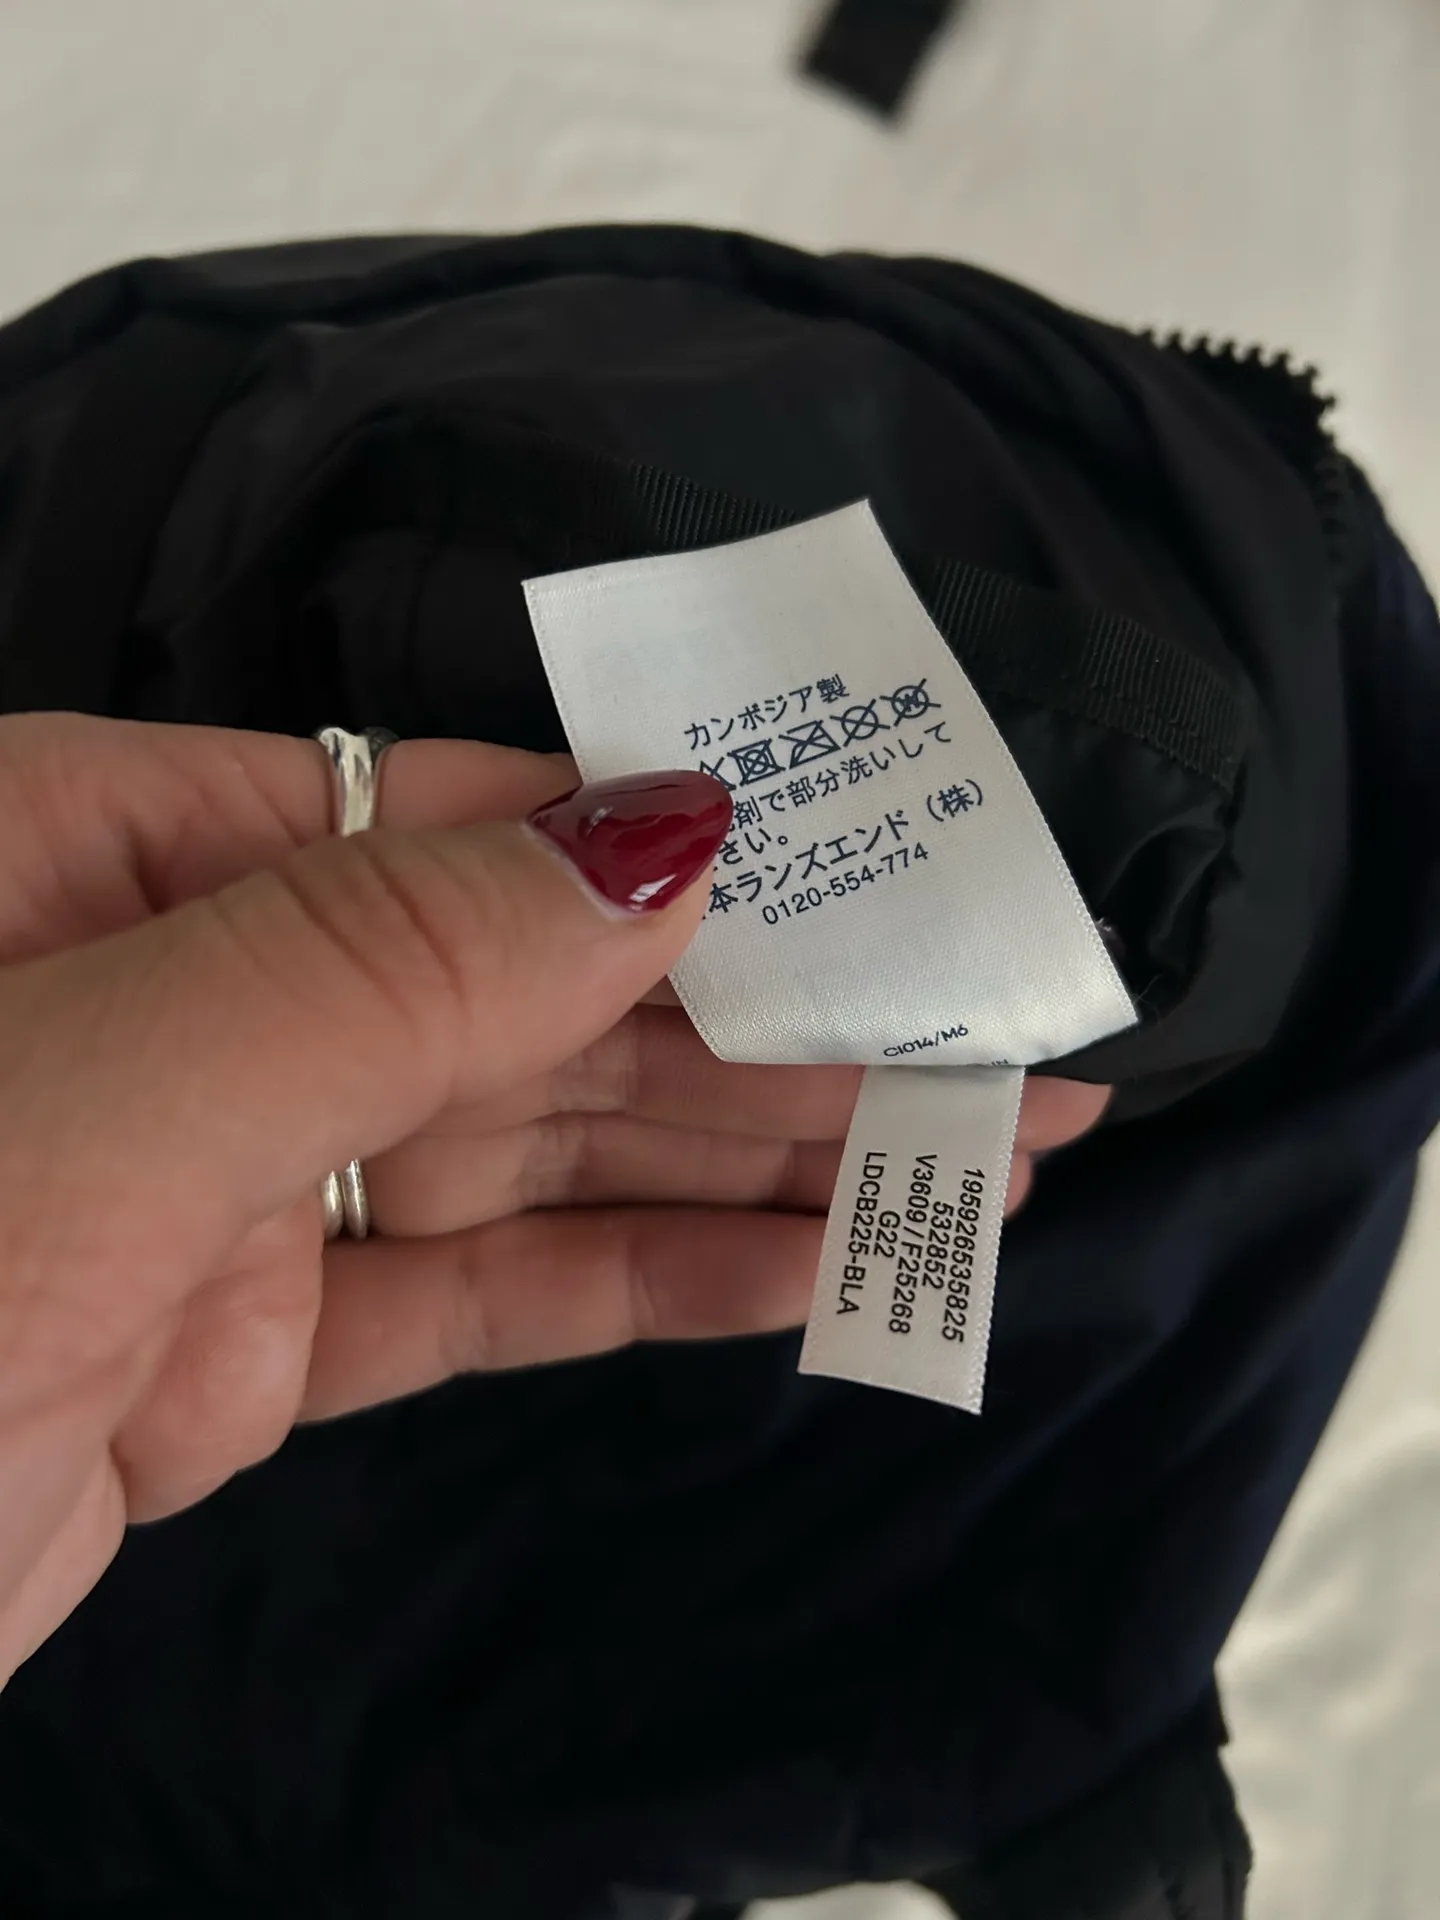 カンボジア製
剤で部分洗いして
さい。
本ランズエンド（株）
0120-554-774
CI014/M6
195926535825
532852
V3609/F25268
G22
LDCB225-BLA